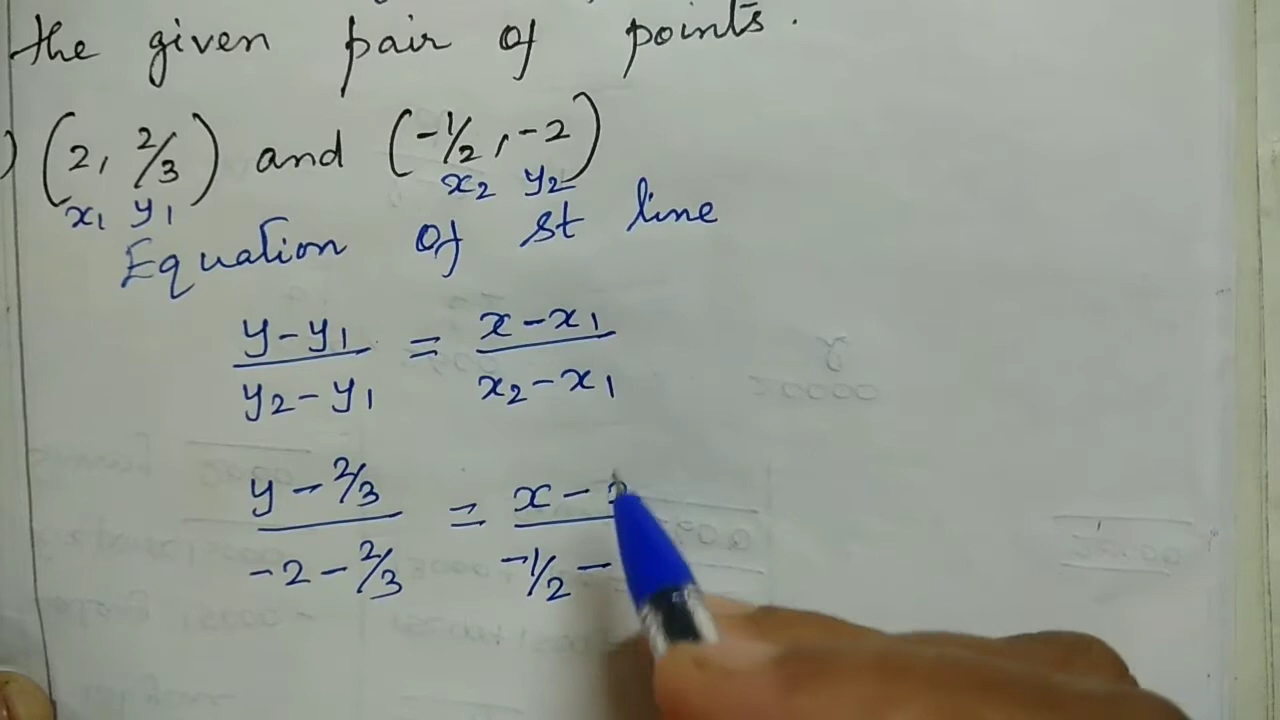 the given pair of points.
) (2, 2/3) and (-1/2, -2)
x1 y1 x2 y2
Equation of st line
y-y1 / y2-y1 = x-x1 / x2-x1
y-2/3 / -2-2/3 = x- / -1/2-